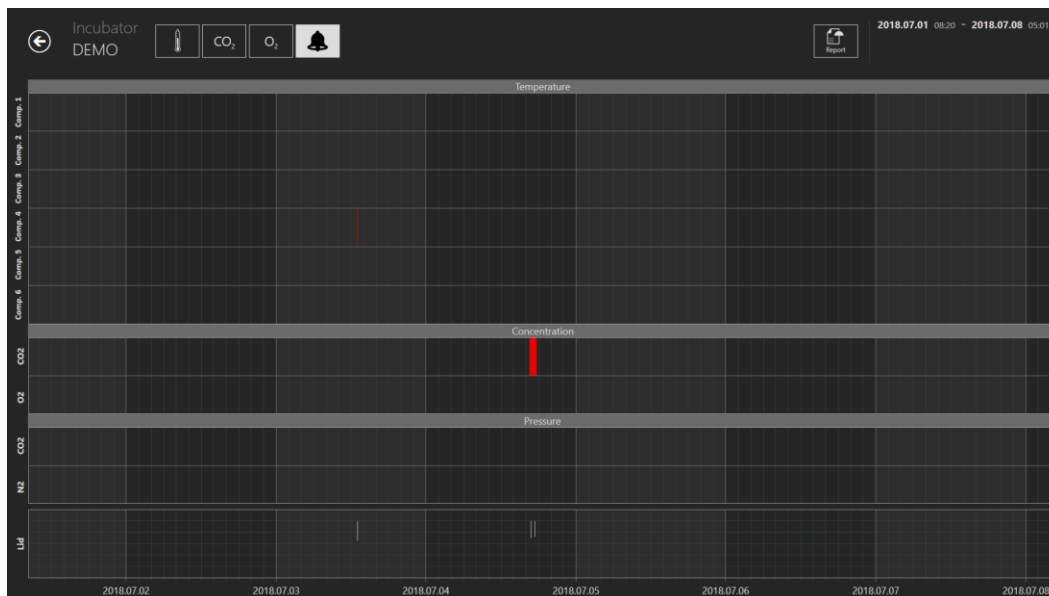 Incubator
DEMO
CO₂
O₂
Report
2018.07.01 08:20 ~ 2018.07.08 05:01
Temperature
Comp. 1
Comp. 2
Comp. 3
Comp. 4
Comp. 5
Comp. 6
Concentration
CO2
O2
Pressure
CO2
N2
Lid
2018.07.02 2018.07.03 2018.07.04 2018.07.05 2018.07.06 2018.07.07 2018.07.08